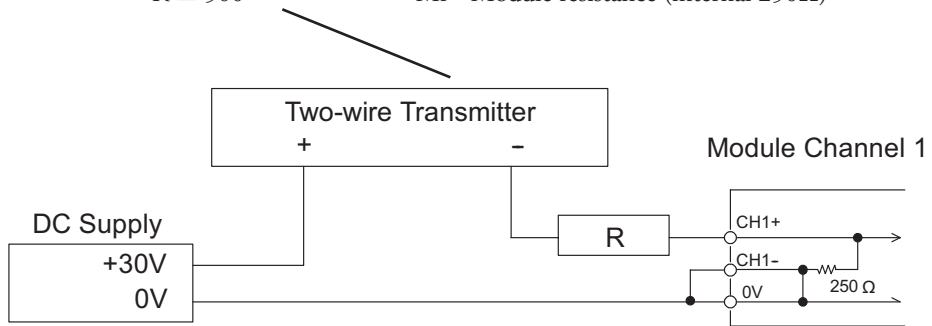 Two-wire Transmitter
+
-
Module Channel 1
DC Supply
+30V
0V
R
CH1+
CH1-
0V
250 Ω